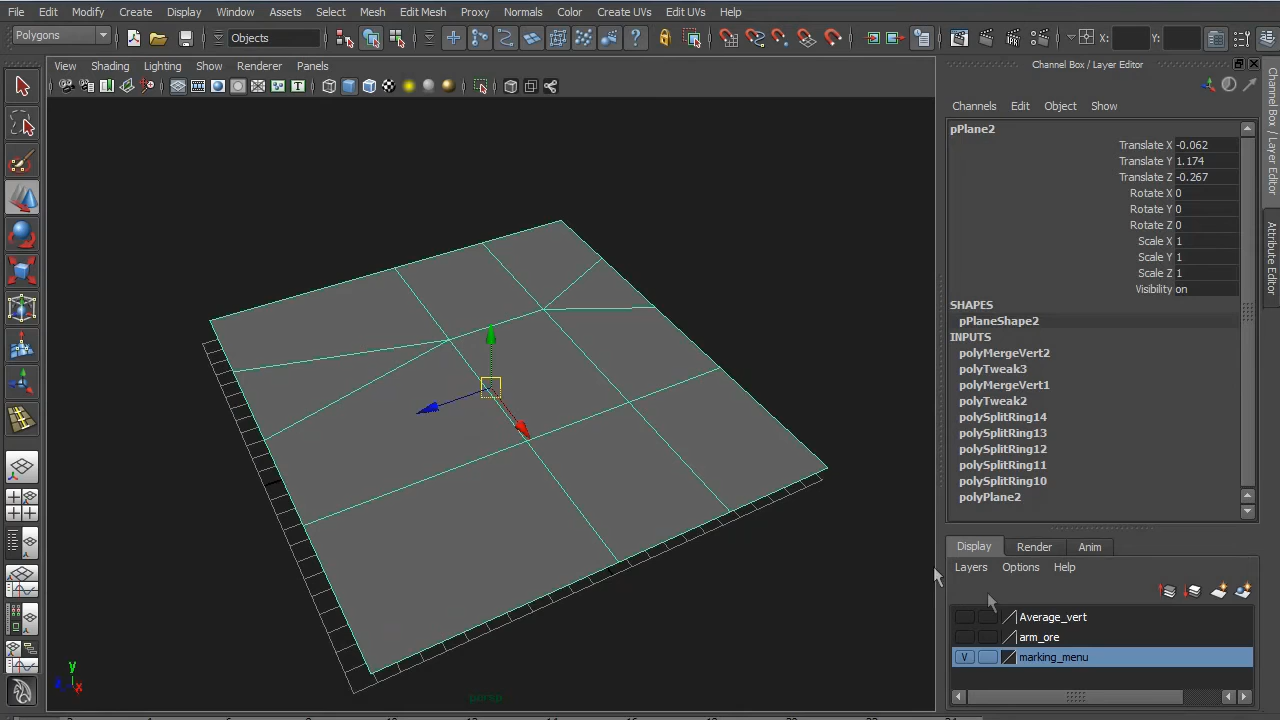 File Edit Modify Create Display Window Assets Select Mesh Edit Mesh Proxy Normals Color Create UVs Edit UVs Help
Polygons Objects X: Y:
View Shading Lighting Show Renderer Panels
Channel Box / Layer Editor
Channels Edit Object Show
pPlane2
Translate X -0.062
Translate Y 1.174
Translate Z -0.267
Rotate X 0
Rotate Y 0
Rotate Z 0
Scale X 1
Scale Y 1
Scale Z 1
Visibility on
SHAPES
pPlaneShape2
INPUTS
polyMergeVert2
polyTweak3
polyMergeVert1
polyTweak2
polySplitRing14
polySplitRing13
polySplitRing12
polySplitRing11
polySplitRing10
polyPlane2
Display Render Anim
Layers Options Help
Average_vert
arm_ore
V marking_menu
Channel Box / Layer Editor
Attribute Editor
y
x
persp